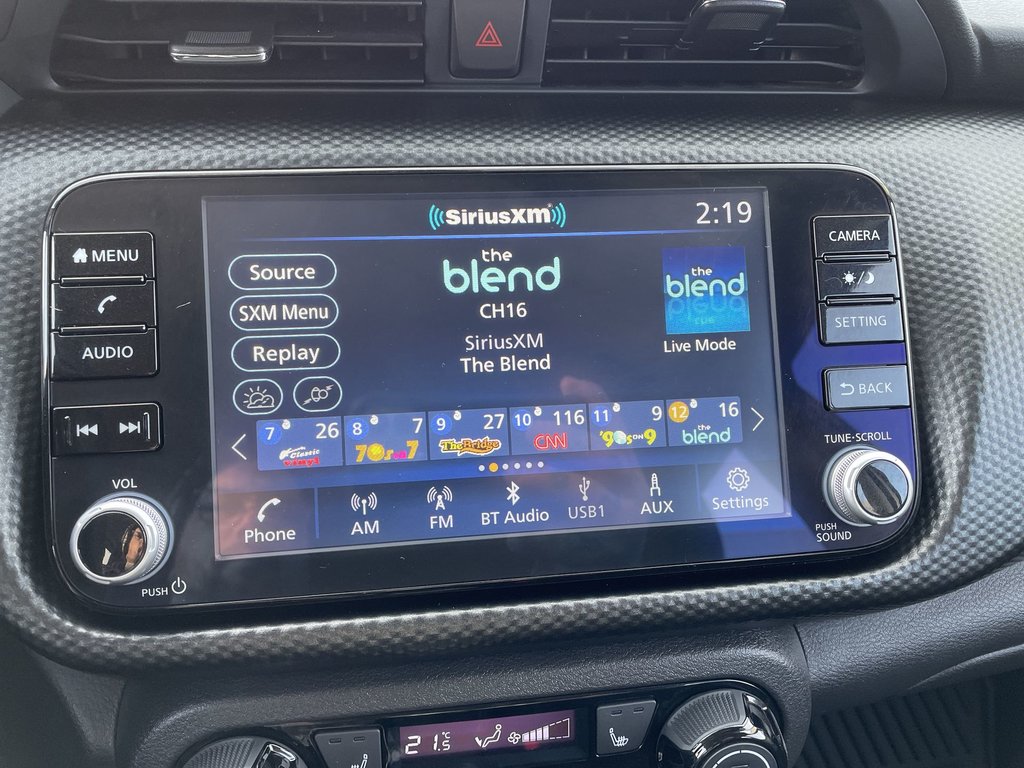 SiriusXM
2:19
MENU
AUDIO
VOL
PUSH
Source
SXM Menu
Replay
the
blend
CH16
SiriusXM
The Blend
the
blend
Live Mode
7 26 8 7 9 27 10 116 11 9 12 16
Classic
Vinyl
70s on 7
The Bridge
CNN
'90s on 9
the
blend
Phone AM FM BT Audio USB1 AUX Settings
CAMERA
SETTING
BACK
TUNE·SCROLL
PUSH
SOUND
21.5°C